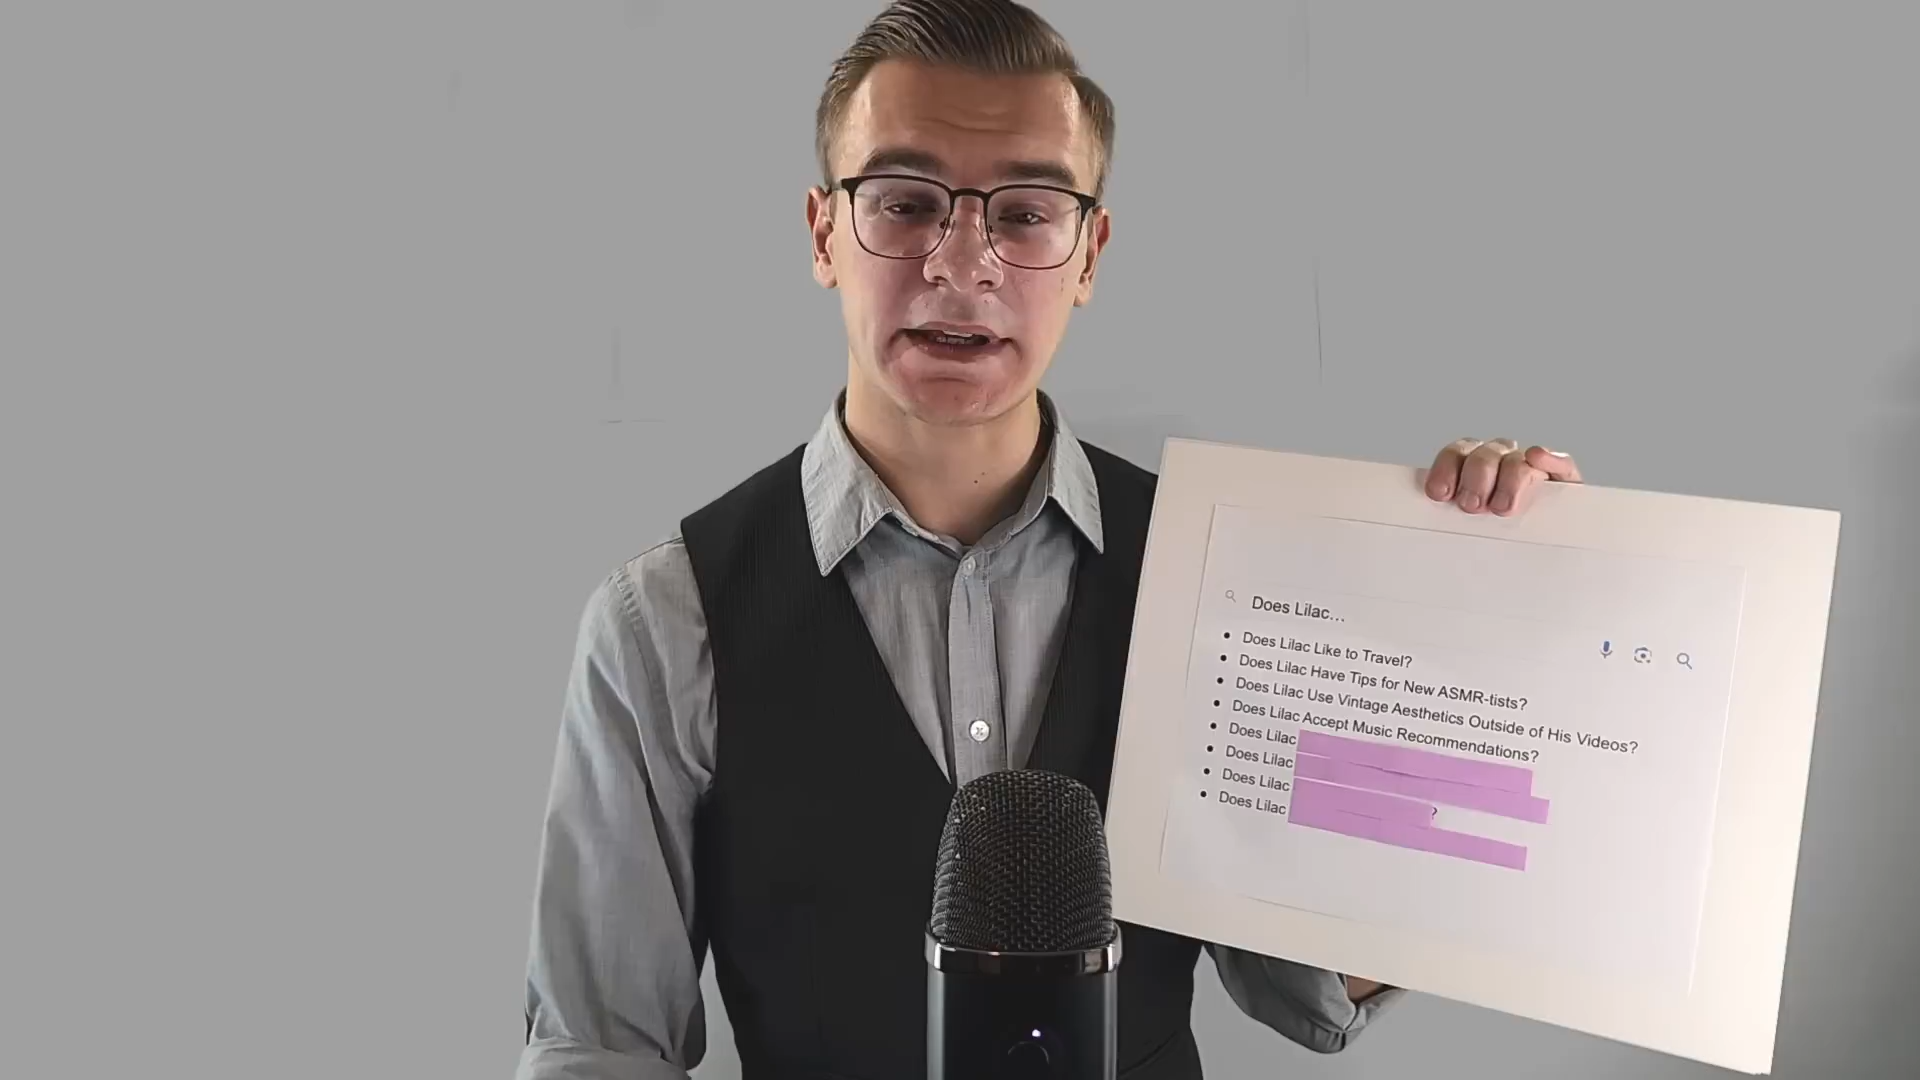 Does Lilac...
Does Lilac Like to Travel?
Does Lilac Have Tips for New ASMR-tists?
Does Lilac Use Vintage Aesthetics Outside of His Videos?
Does Lilac Accept Music Recommendations?
Does Lilac
Does Lilac
Does Lilac ?
Does Lilac